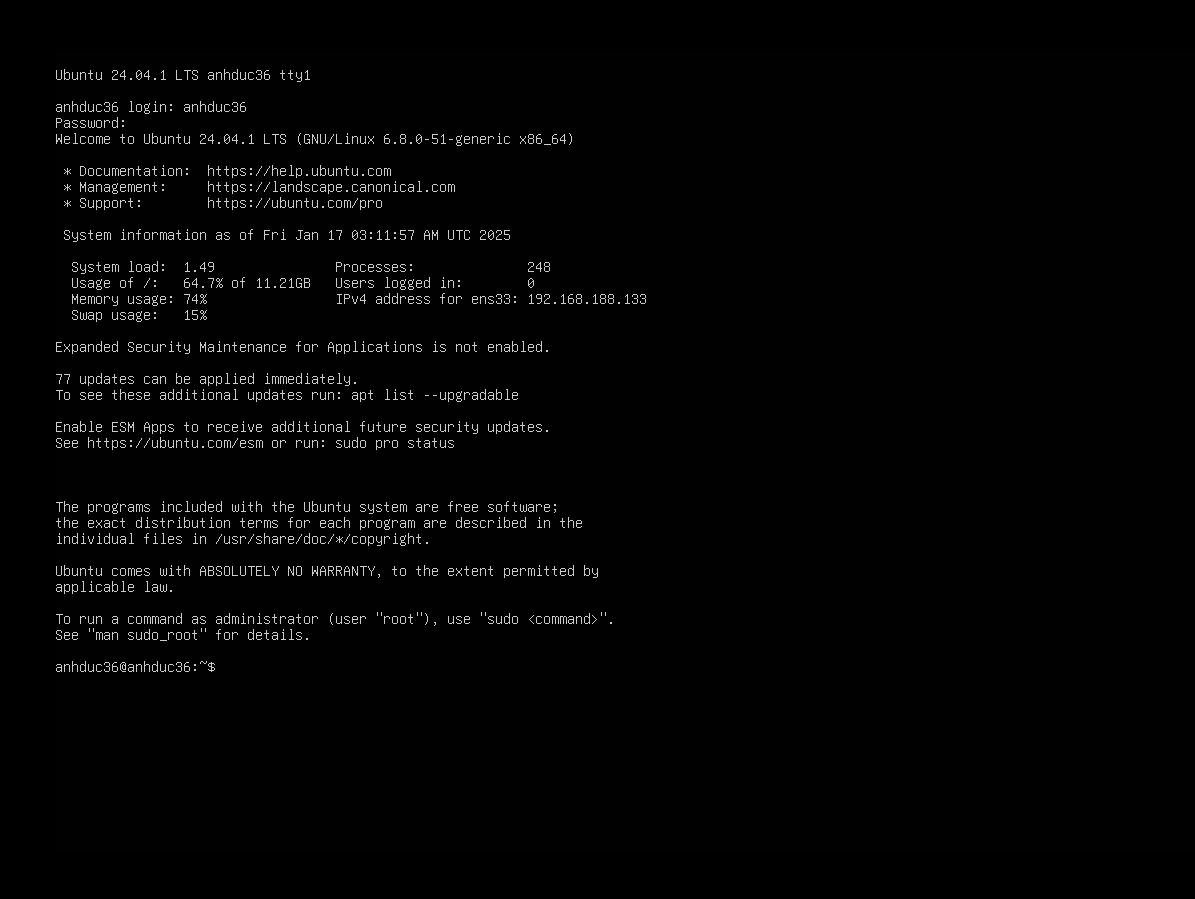 Ubuntu 24.04.1 LTS anhduc36 tty1
anhduc36 login: anhduc36
Password:
Welcome to Ubuntu 24.04.1 LTS (GNU/Linux 6.8.0-51-generic x86_64)
* Documentation:  https://help.ubuntu.com
* Management:     https://landscape.canonical.com
* Support:        https://ubuntu.com/pro
System information as of Fri Jan 17 03:11:57 AM UTC 2025
System load:  1.49               Processes:              248
Usage of /:   64.7% of 11.21GB   Users logged in:        0
Memory usage: 74%                IPv4 address for ens33: 192.168.188.133
Swap usage:   15%
Expanded Security Maintenance for Applications is not enabled.
77 updates can be applied immediately.
To see these additional updates run: apt list --upgradable
Enable ESM Apps to receive additional future security updates.
See https://ubuntu.com/esm or run: sudo pro status
The programs included with the Ubuntu system are free software;
the exact distribution terms for each program are described in the
individual files in /usr/share/doc/*/copyright.
Ubuntu comes with ABSOLUTELY NO WARRANTY, to the extent permitted by
applicable law.
To run a command as administrator (user "root"), use "sudo <command>".
See "man sudo_root" for details.
anhduc36@anhduc36:~$